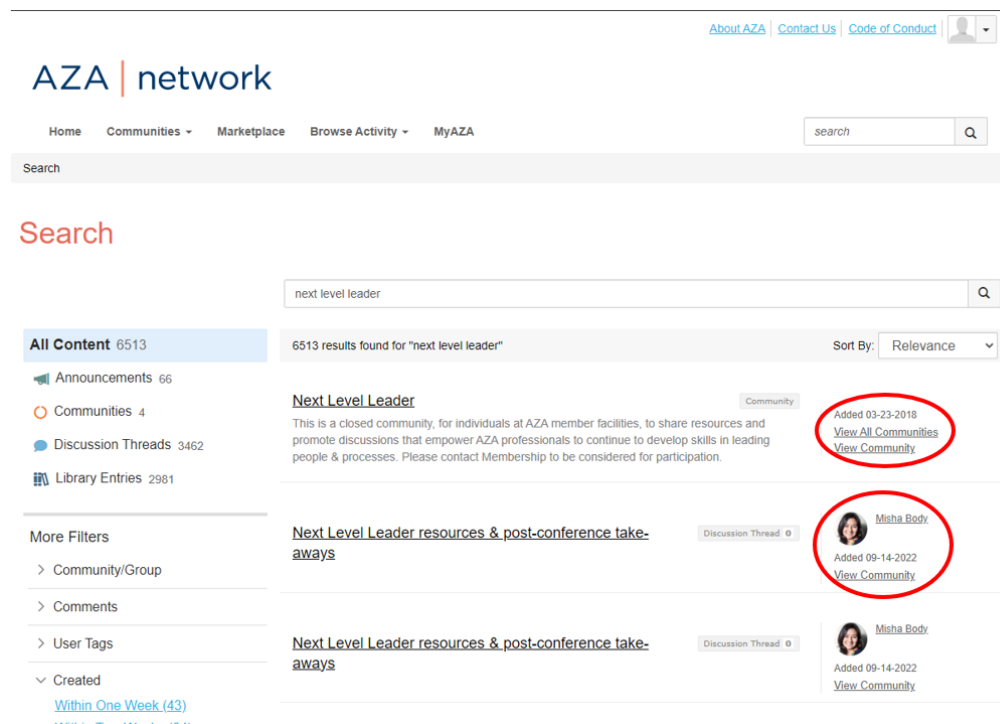 About AZA Contact Us Code of Conduct
AZA network
Home Communities Marketplace Browse Activity MyAZA
search
Search
Search
next level leader
All Content 6513
6513 results found for "next level leader"
Sort By: Relevance
Announcements 66
Communities 4
Discussion Threads 3462
Library Entries 2981
Next Level Leader
Community
This is a closed community, for individuals at AZA member facilities, to share resources and
promote discussions that empower AZA professionals to continue to develop skills in leading
people & processes. Please contact Membership to be considered for participation.
Added 03-23-2018
View All Communities
View Community
More Filters
Community/Group
Comments
User Tags
Created
Within One Week (43)
Next Level Leader resources & post-conference take-
aways
Discussion Thread 0
Misha Body
Added 09-14-2022
View Community
Next Level Leader resources & post-conference take-
aways
Discussion Thread 0
Misha Body
Added 09-14-2022
View Community